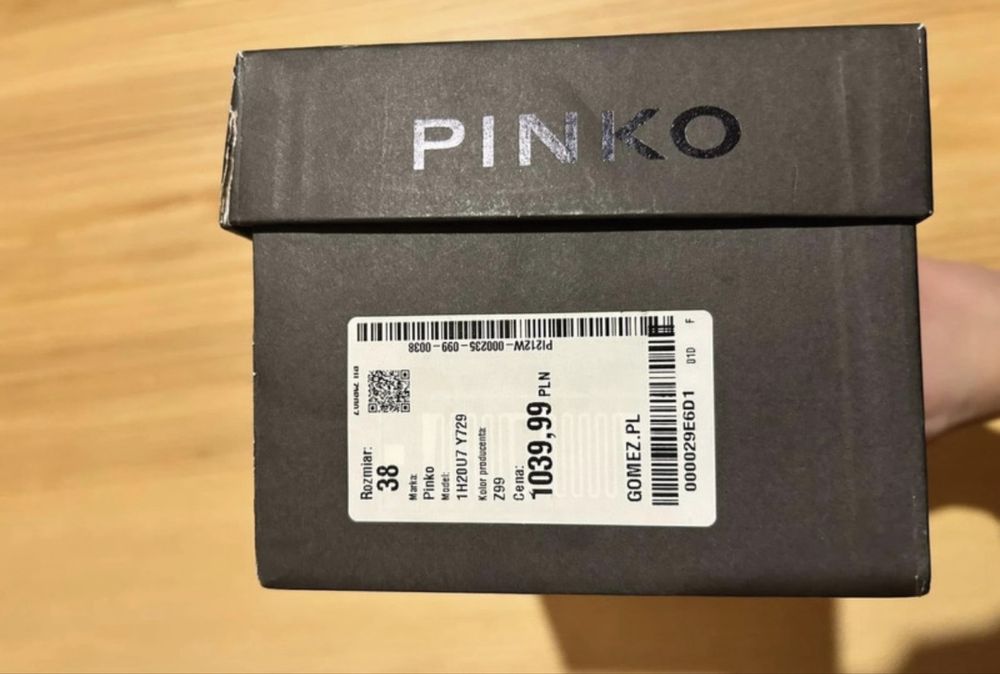 PINKO
PI212W-000235-099-0038
Rozmiar:
38
Marka:
Pinko
Model:
1H20U7 Y729
Kolor producenta:
Z99
Cena:
1039,99 PLN
GOMEZ.PL
000029E6D1
01D
F